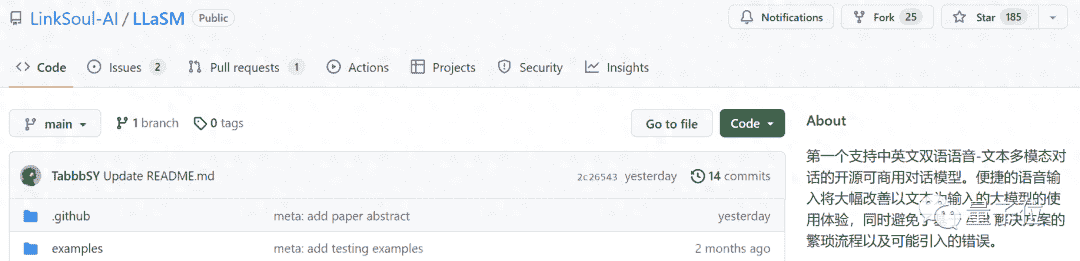 LinkSoul-AI / LLaSM Public
Notifications Fork 25 Star 185
Code Issues 2 Pull requests 1 Actions Projects Security Insights
main 1 branch 0 tags Go to file Code
About
第一个支持中英文双语语音-文本多模态对
话的开源可商用对话模型。便捷的语音输
入将大幅改善以文本为输入的大模型的使
用体验，同时避免了 解决方案的
繁琐流程以及可能引入的错误。
TabbbSY Update README.md 2c26543 yesterday 14 commits
.github meta: add paper abstract yesterday
examples meta: add testing examples 2 months ago
量子位